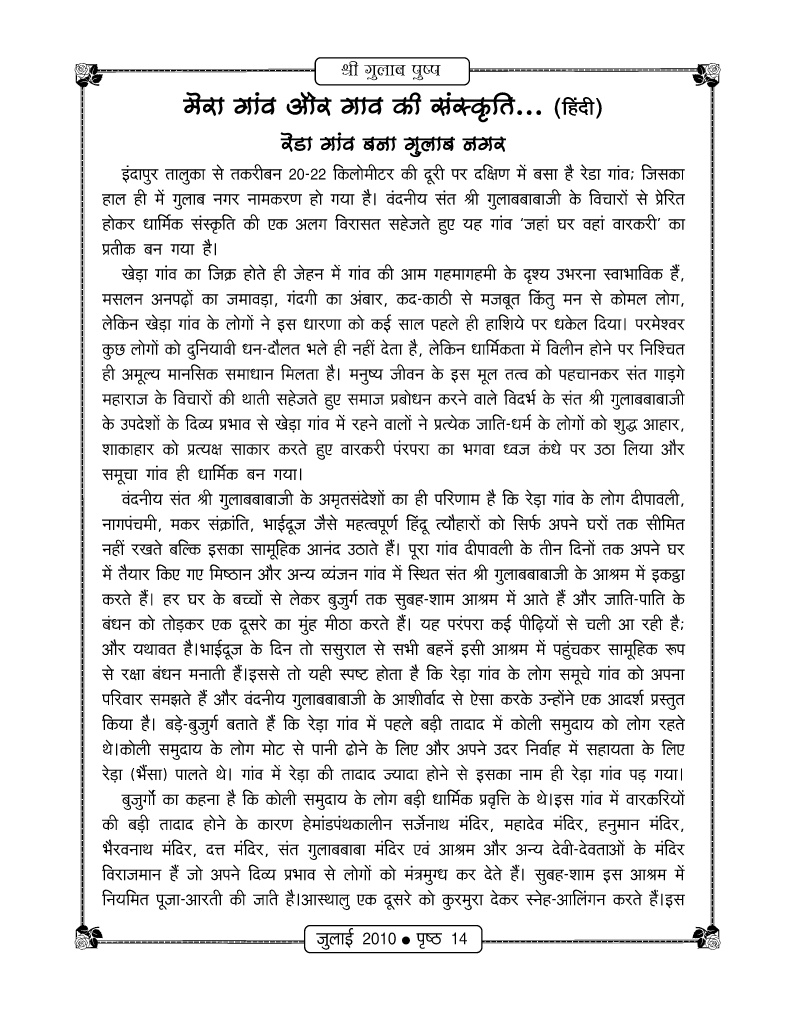 श्री गुलाब पुष्प
मेरा गांव और गाव की संस्कृति... (हिंदी)
रेडा गांव बना गुलाब नगर
इंदापुर तालुका से तकरीबन 20-22 किलोमीटर की दूरी पर दक्षिण में बसा है रेडा गांव; जिसका
हाल ही में गुलाब नगर नामकरण हो गया है। वंदनीय संत श्री गुलाबबाबाजी के विचारों से प्रेरित
होकर धार्मिक संस्कृति की एक अलग विरासत सहेजते हुए यह गांव 'जहां घर वहां वारकरी' का
प्रतीक बन गया है।
खेड़ा गांव का जिक्र होते ही जेहन में गांव की आम गहमागहमी के दृश्य उभरना स्वाभाविक हैं,
मसलन अनपढ़ों का जमावड़ा, गंदगी का अंबार, कद-काठी से मजबूत किंतु मन से कोमल लोग,
लेकिन खेड़ा गांव के लोगों ने इस धारणा को कई साल पहले ही हाशिये पर धकेल दिया। परमेश्वर
कुछ लोगों को दुनियावी धन-दौलत भले ही नहीं देता है, लेकिन धार्मिकता में विलीन होने पर निश्चित
ही अमूल्य मानसिक समाधान मिलता है। मनुष्य जीवन के इस मूल तत्व को पहचानकर संत गाड़गे
महाराज के विचारों की थाती सहेजते हुए समाज प्रबोधन करने वाले विदर्भ के संत श्री गुलाबबाबाजी
के उपदेशों के दिव्य प्रभाव से खेड़ा गांव में रहने वालों ने प्रत्येक जाति-धर्म के लोगों को शुद्ध आहार,
शाकाहार को प्रत्यक्ष साकार करते हुए वारकरी पंरपरा का भगवा ध्वज कंधे पर उठा लिया और
समूचा गांव ही धार्मिक बन गया।
वंदनीय संत श्री गुलाबबाबाजी के अमृतसंदेशों का ही परिणाम है कि रेड़ा गांव के लोग दीपावली,
नागपंचमी, मकर संक्रांति, भाईदूज जैसे महत्वपूर्ण हिंदू त्यौहारों को सिर्फ अपने घरों तक सीमित
नहीं रखते बल्कि इसका सामूहिक आनंद उठाते हैं। पूरा गांव दीपावली के तीन दिनों तक अपने घर
में तैयार किए गए मिष्ठान और अन्य व्यंजन गांव में स्थित संत श्री गुलाबबाबाजी के आश्रम में इकट्ठा
करते हैं। हर घर के बच्चों से लेकर बुजुर्ग तक सुबह-शाम आश्रम में आते हैं और जाति-पाति के
बंधन को तोड़कर एक दूसरे का मुंह मीठा करते हैं। यह परंपरा कई पीढ़ियों से चली आ रही है;
और यथावत है।भाईदूज के दिन तो ससुराल से सभी बहनें इसी आश्रम में पहुंचकर सामूहिक रूप
से रक्षा बंधन मनाती हैं।इससे तो यही स्पष्ट होता है कि रेड़ा गांव के लोग समूचे गांव को अपना
परिवार समझते हैं और वंदनीय गुलाबबाबाजी के आशीर्वाद से ऐसा करके उन्होंने एक आदर्श प्रस्तुत
किया है। बड़े-बुजुर्ग बताते हैं कि रेड़ा गांव में पहले बड़ी तादाद में कोली समुदाय को लोग रहते
थे।कोली समुदाय के लोग मोट से पानी ढोने के लिए और अपने उदर निर्वाह में सहायता के लिए
रेड़ा (भैंसा) पालते थे। गांव में रेड़ा की तादाद ज्यादा होने से इसका नाम ही रेड़ा गांव पड़ गया।
बुजुर्गो का कहना है कि कोली समुदाय के लोग बड़ी धार्मिक प्रवृत्ति के थे।इस गांव में वारकरियों
की बड़ी तादाद होने के कारण हेमांडपंथकालीन सर्जेनाथ मंदिर, महादेव मंदिर, हनुमान मंदिर,
भैरवनाथ मंदिर, दत्त मंदिर, संत गुलाबबाबा मंदिर एवं आश्रम और अन्य देवी-देवताओं के मंदिर
विराजमान हैं जो अपने दिव्य प्रभाव से लोगों को मंत्रमुग्ध कर देते हैं। सुबह-शाम इस आश्रम में
नियमित पूजा-आरती की जाते है।आस्थालु एक दूसरे को कुरमुरा देकर स्नेह-आलिंगन करते हैं।इस
जुलाई 2010 ● पृष्ठ 14